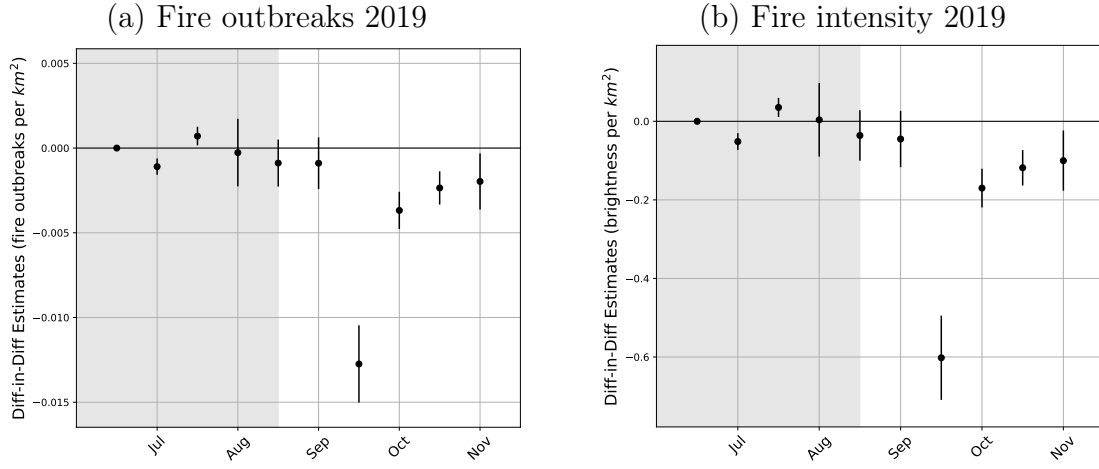 (a) Fire outbreaks 2019
Diff-in-Diff Estimates (fire outbreaks per km²)
0.005
0.000
−0.005
−0.010
−0.015
Jul
Aug
Sep
Oct
Nov
(b) Fire intensity 2019
Diff-in-Diff Estimates (brightness per km²)
0.0
−0.2
−0.4
−0.6
Jul
Aug
Sep
Oct
Nov